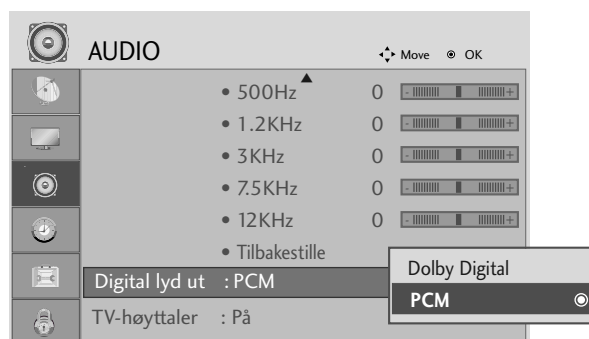 AUDIO
Move OK
• 500Hz 0 - +
• 1.2KHz 0 - +
• 3KHz 0 - +
• 7.5KHz 0 - +
• 12KHz 0 - +
• Tilbakestille
Digital lyd ut : PCM
Dolby Digital
PCM
TV-høyttaler : På